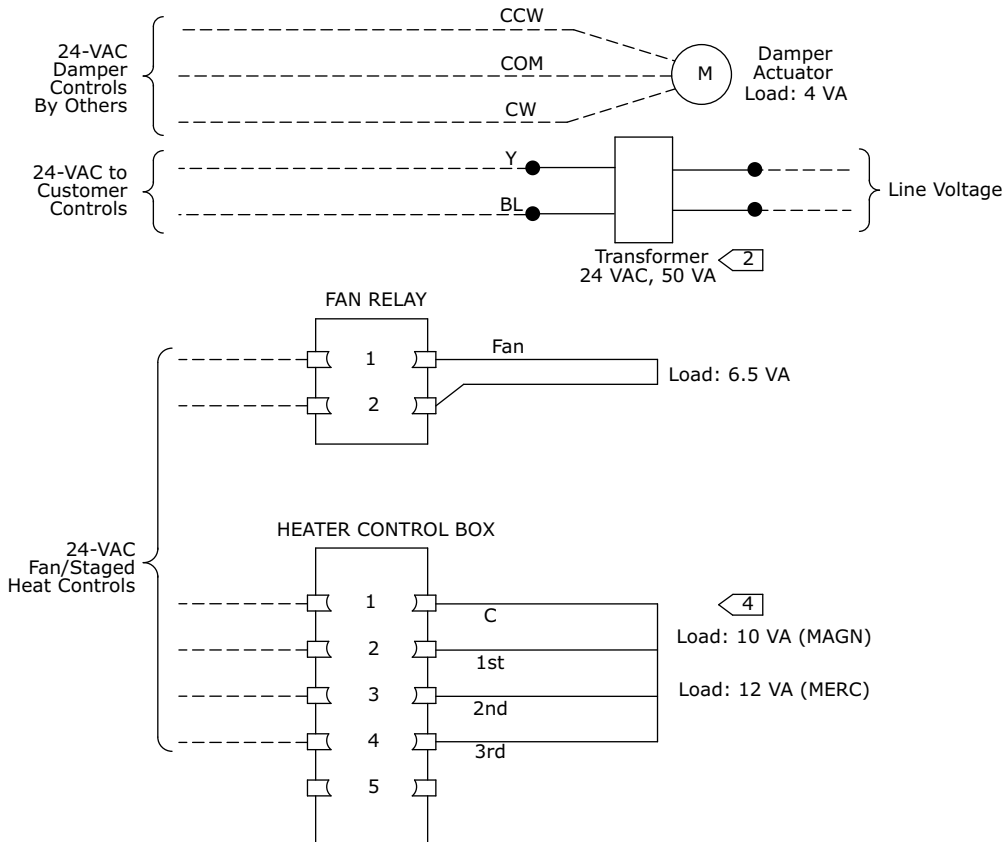 CCW
24-VAC
Damper
Controls
By Others
COM
CW
M
Damper
Actuator
Load: 4 VA
24-VAC to
Customer
Controls
Y
BL
Line Voltage
Transformer
24 VAC, 50 VA
2
FAN RELAY
1
Fan
2
Load: 6.5 VA
24-VAC
Fan/Staged
Heat Controls
HEATER CONTROL BOX
1
C
2
1st
3
2nd
4
3rd
5
4
Load: 10 VA (MAGN)
Load: 12 VA (MERC)